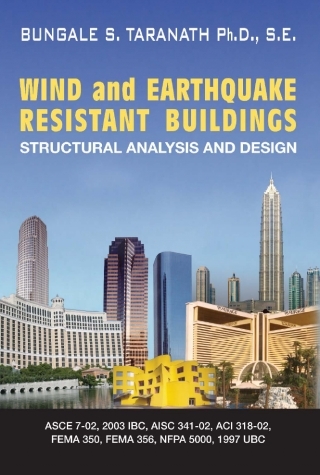 BUNGALE S. TARANATH Ph.D., S.E.
WIND and EARTHQUAKE
RESISTANT BUILDINGS
STRUCTURAL ANALYSIS AND DESIGN
ASCE 7-02, 2003 IBC, AISC 341-02, ACI 318-02,
FEMA 350, FEMA 356, NFPA 5000, 1997 UBC